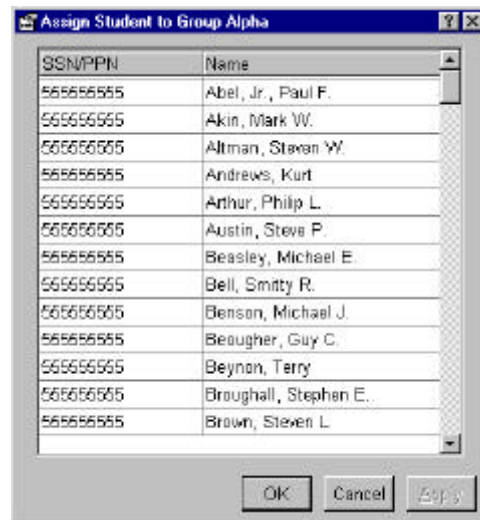 Assign Student to Group Alpha
SSN/PPN Name
555555555 Abel, Jr., Paul F.
555555555 Akin, Mark W.
555555555 Altman, Steven W.
555555555 Andrews, Kurt
555555555 Arthur, Philip L.
555555555 Austin, Steve P.
555555555 Beasley, Michael E.
555555555 Bell, Smitty R.
555555555 Benson, Michael J.
555555555 Beougher, Guy C.
555555555 Beynon, Terry
555555555 Broughall, Stephen E.
555555555 Brown, Steven L.
OK Cancel Apply